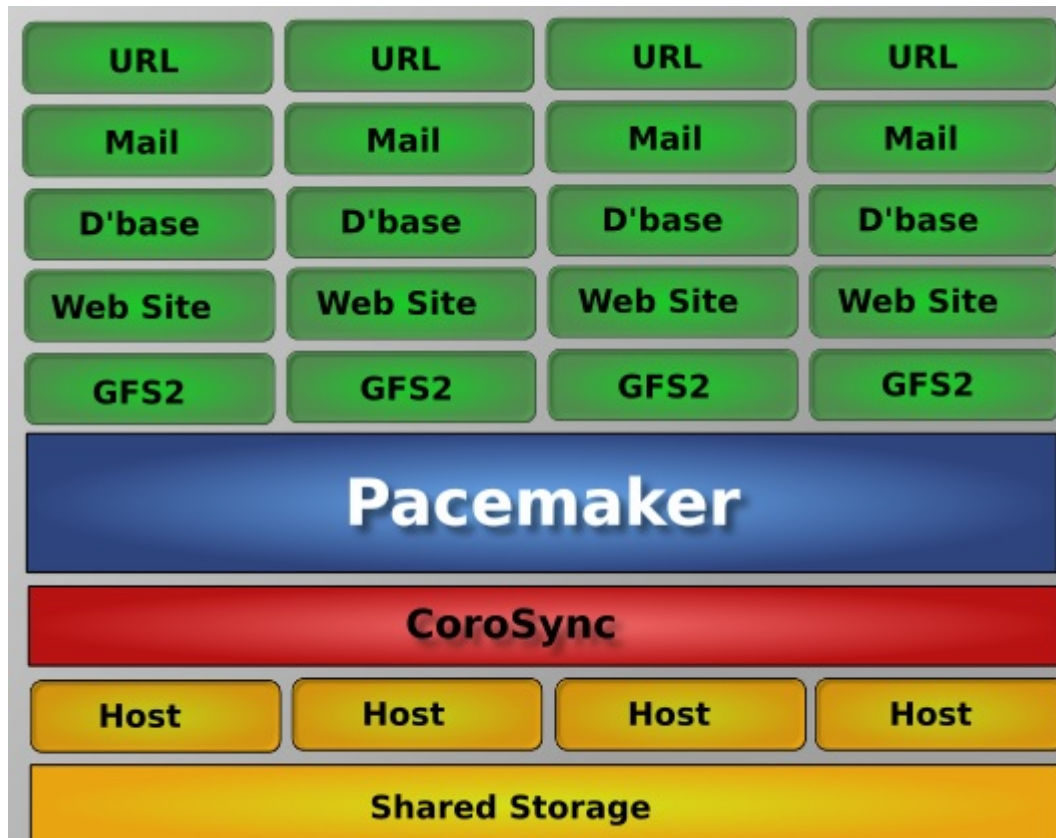 URL URL URL URL
Mail Mail Mail Mail
D'base D'base D'base D'base
Web Site Web Site Web Site Web Site
GFS2 GFS2 GFS2 GFS2
Pacemaker
CoroSync
Host Host Host Host
Shared Storage